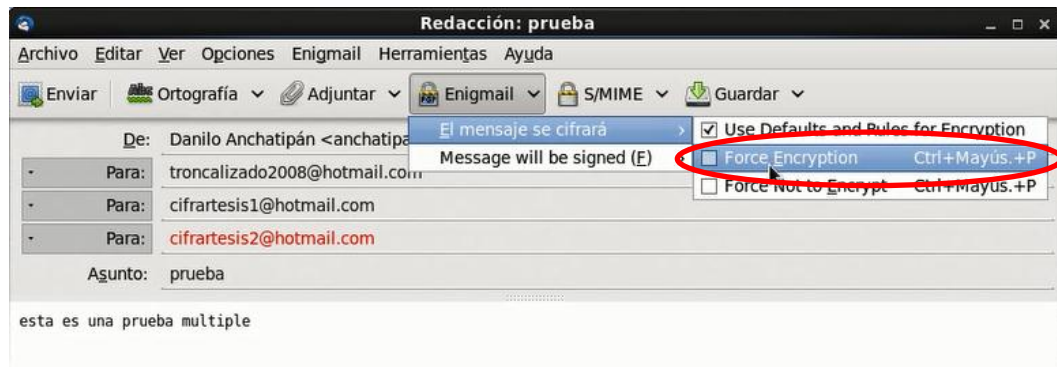 Redacción: prueba
Archivo Editar Ver Opciones Enigmail Herramientas Ayuda
Enviar Ortografía Adjuntar Enigmail S/MIME Guardar
El mensaje se cifrará
Message will be signed (F)
Use Defaults and Rules for Encryption
Force Encryption Ctrl+Mayús.+P
Force Not to Encrypt Ctrl+Mayús.+P
De: Danilo Anchatipán <anchatipa
Para: troncalizado2008@hotmail.com
Para: cifrartesis1@hotmail.com
Para: cifrartesis2@hotmail.com
Asunto: prueba
esta es una prueba multiple